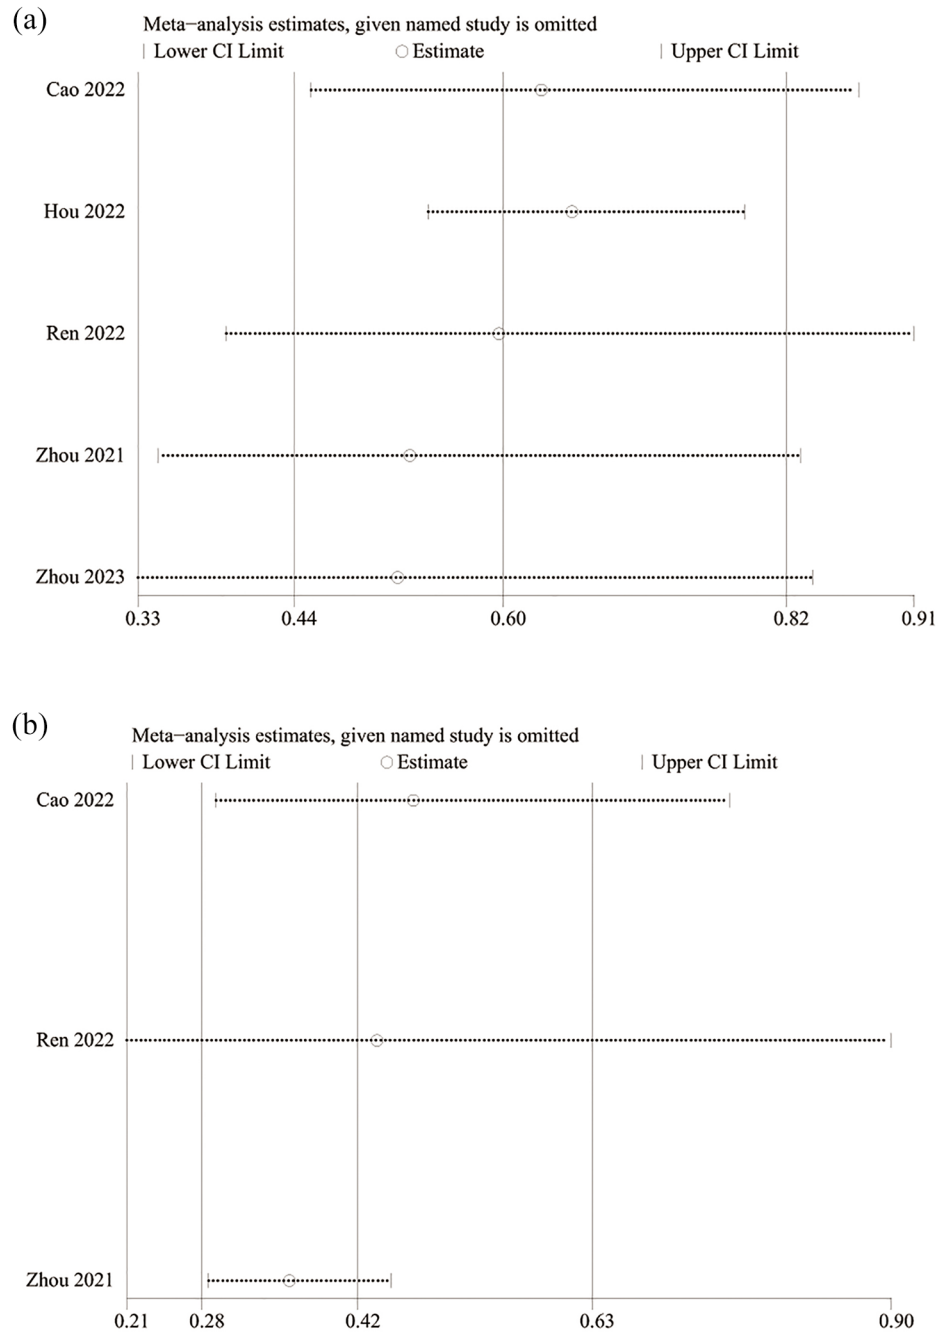 (a)
Meta−analysis estimates, given named study is omitted
| Lower CI Limit ○ Estimate | Upper CI Limit
Cao 2022
Hou 2022
Ren 2022
Zhou 2021
Zhou 2023
0.33 0.44 0.60 0.82 0.91
(b)
Meta−analysis estimates, given named study is omitted
| Lower CI Limit ○ Estimate | Upper CI Limit
Cao 2022
Ren 2022
Zhou 2021
0.21 0.28 0.42 0.63 0.90